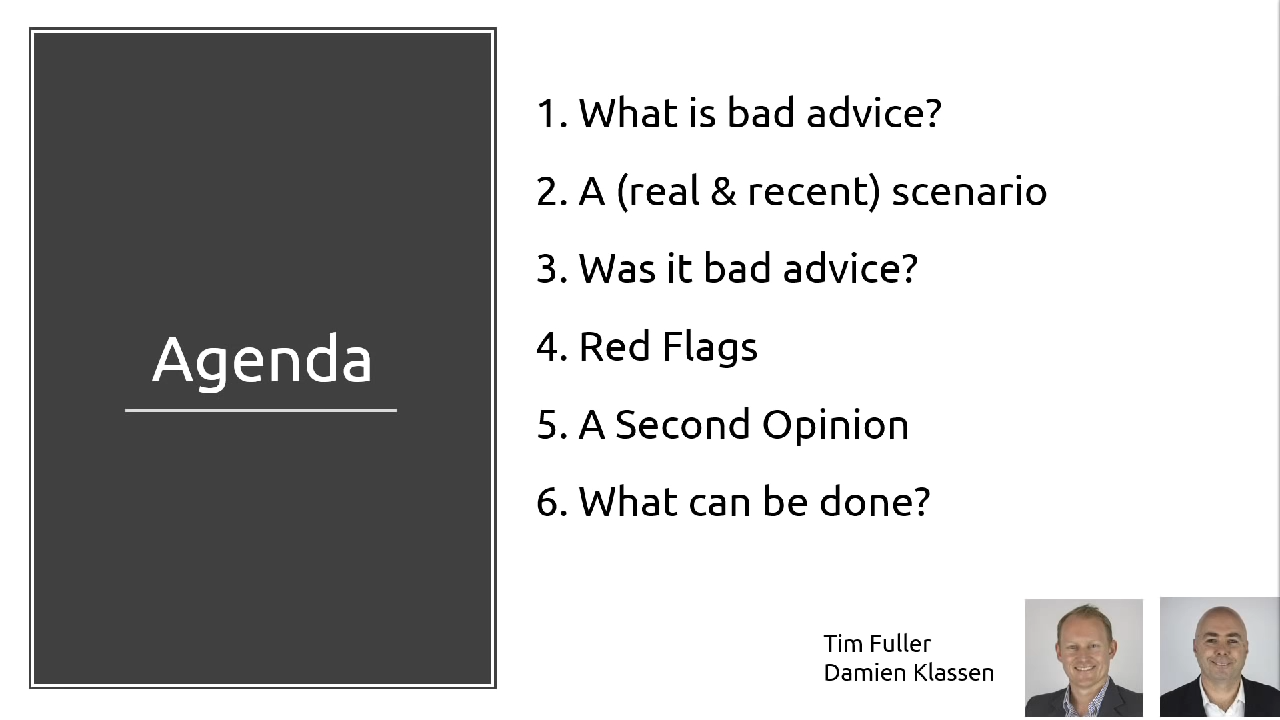 Agenda
1. What is bad advice?
2. A (real & recent) scenario
3. Was it bad advice?
4. Red Flags
5. A Second Opinion
6. What can be done?
Tim Fuller
Damien Klassen